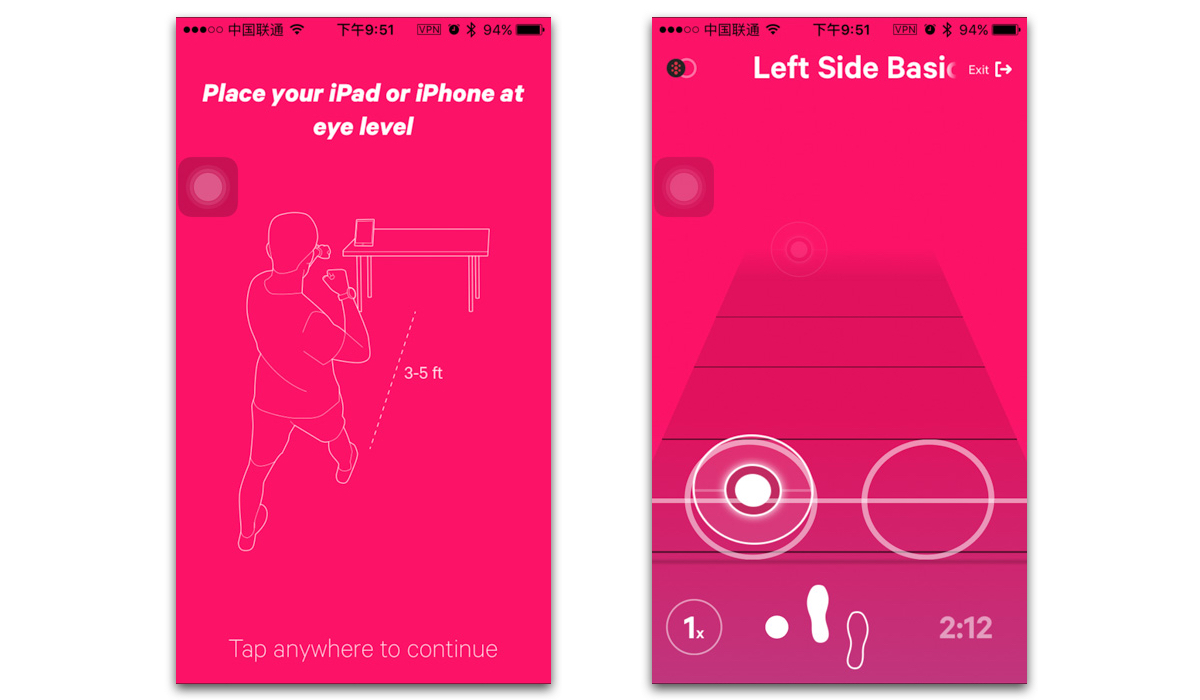 中国联通 下午9:51 VPN 94%
Place your iPad or iPhone at
eye level
3-5 ft
Tap anywhere to continue
中国联通 下午9:51 VPN 94%
Left Side Basic Exit
1x 2:12